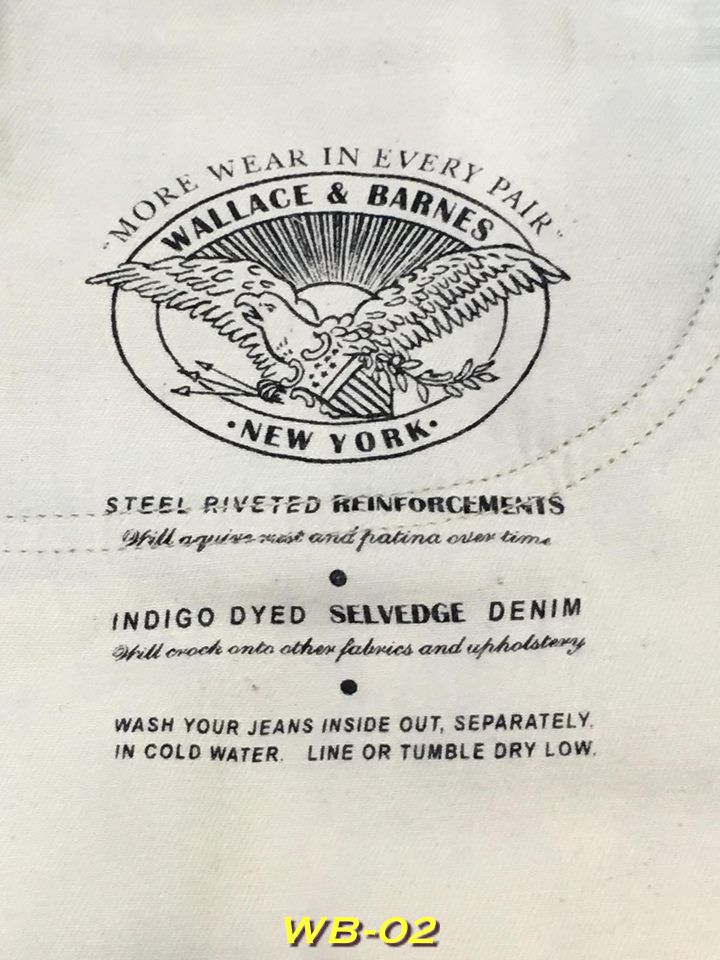 "MORE WEAR IN EVERY PAIR"
WALLACE & BARNES
•NEW YORK•
STEEL RIVETED REINFORCEMENTS
Will aquire rust and patina over time
INDIGO DYED SELVEDGE DENIM
Will crock onto other fabrics and upholstery
WASH YOUR JEANS INSIDE OUT, SEPARATELY,
IN COLD WATER. LINE OR TUMBLE DRY LOW.
WB-02